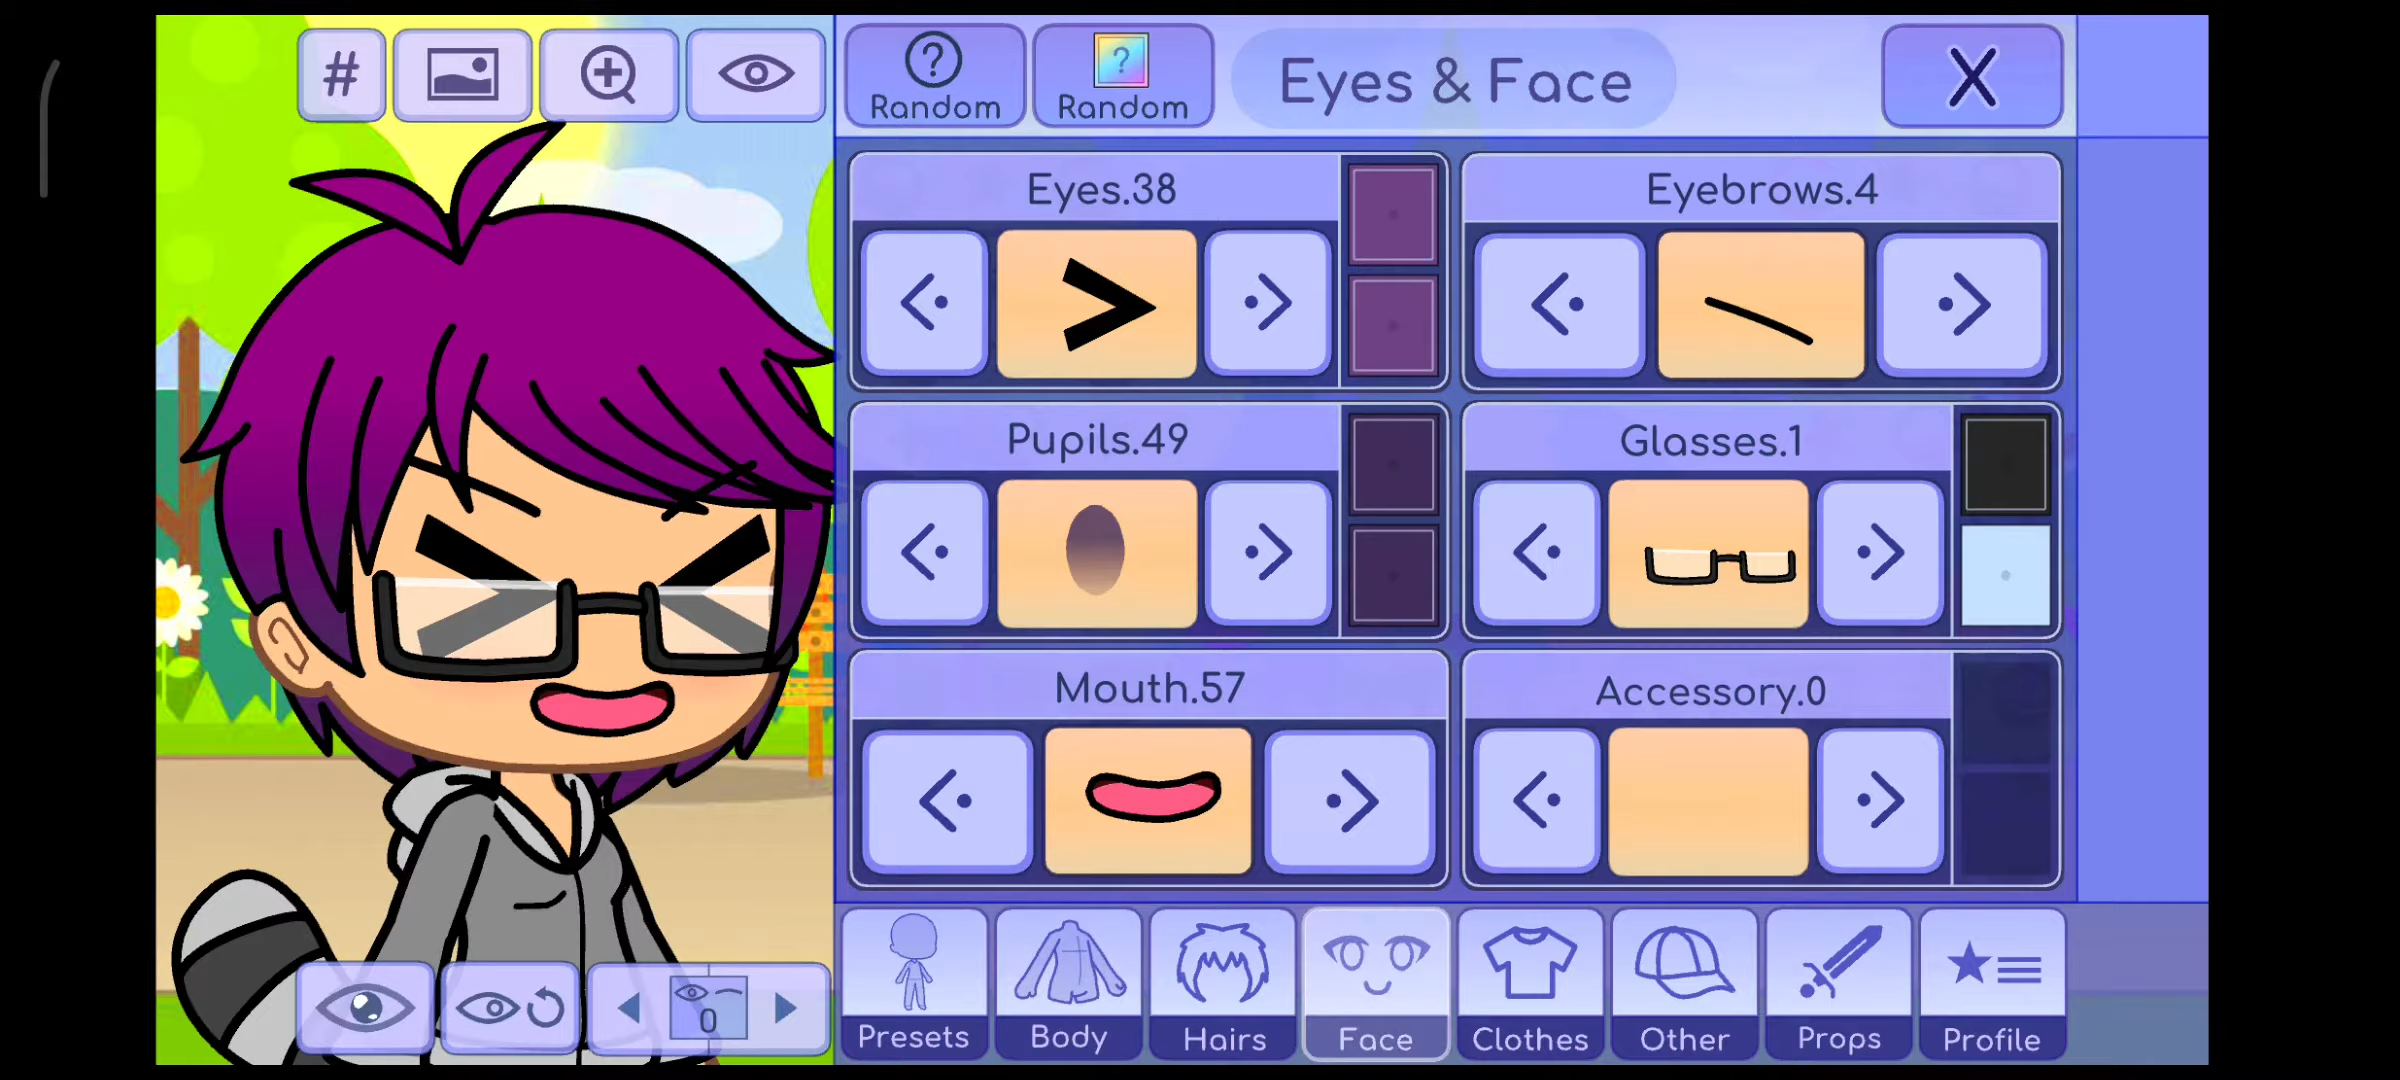 #
? Random
? Random
Eyes & Face
X
Eyes.38
Eyebrows.4
Pupils.49
Glasses.1
Mouth.57
Accessory.0
0
Presets
Body
Hairs
Face
Clothes
Other
Props
Profile